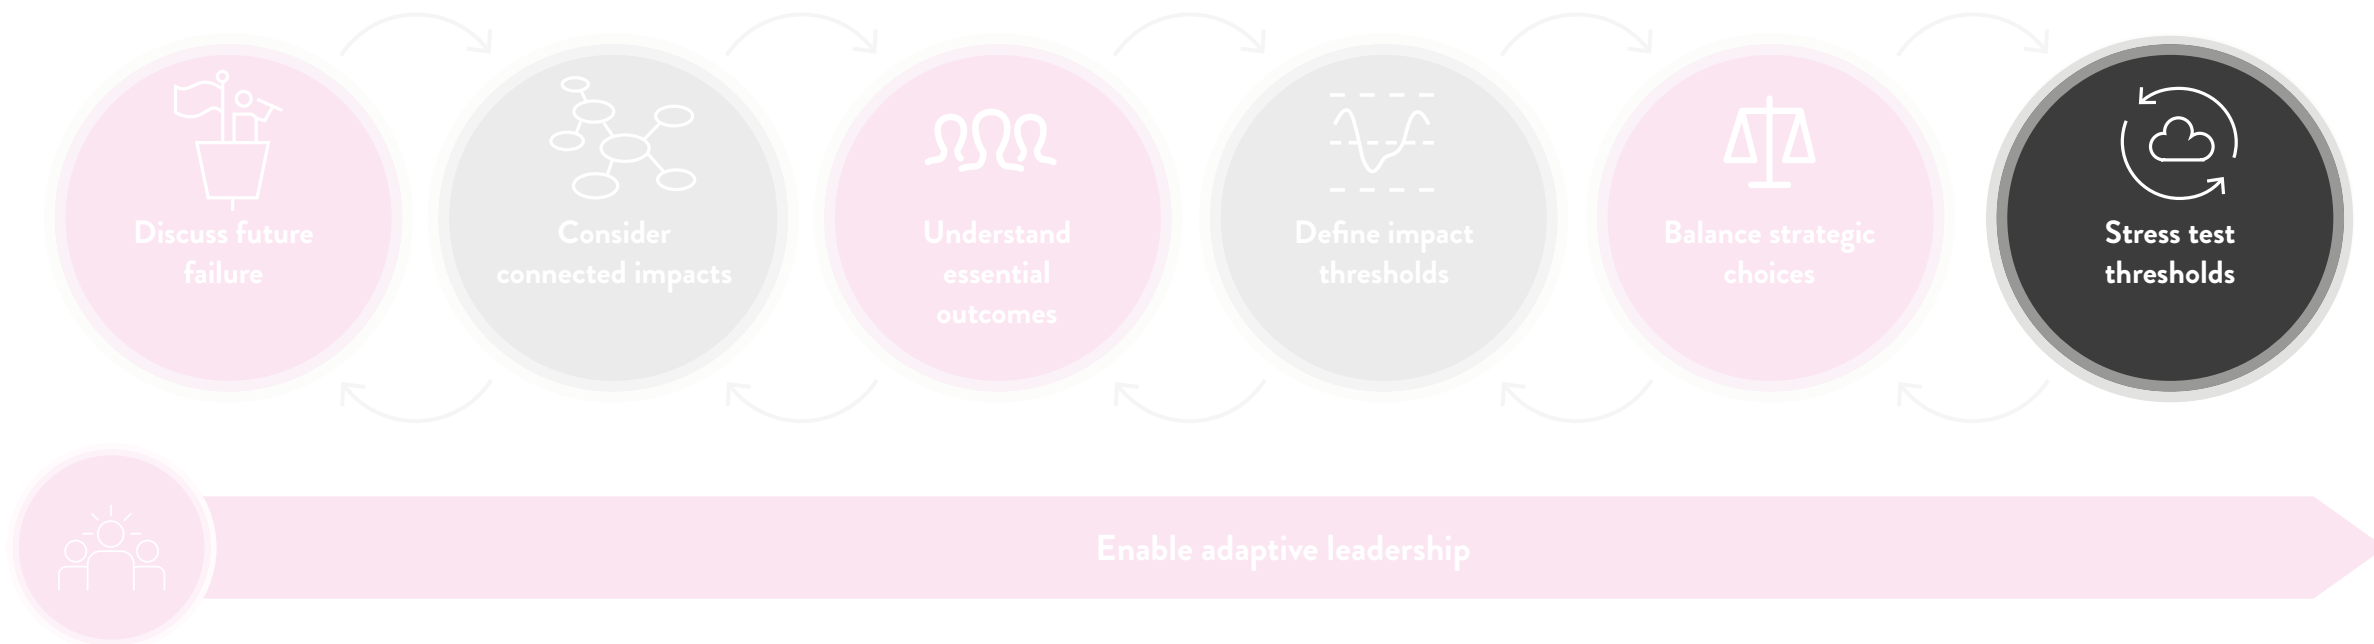 Discuss future
failure
Consider
connected impacts
Understand
essential
outcomes
Define impact
thresholds
Balance strategic
choices
Stress test
thresholds
Enable adaptive leadership